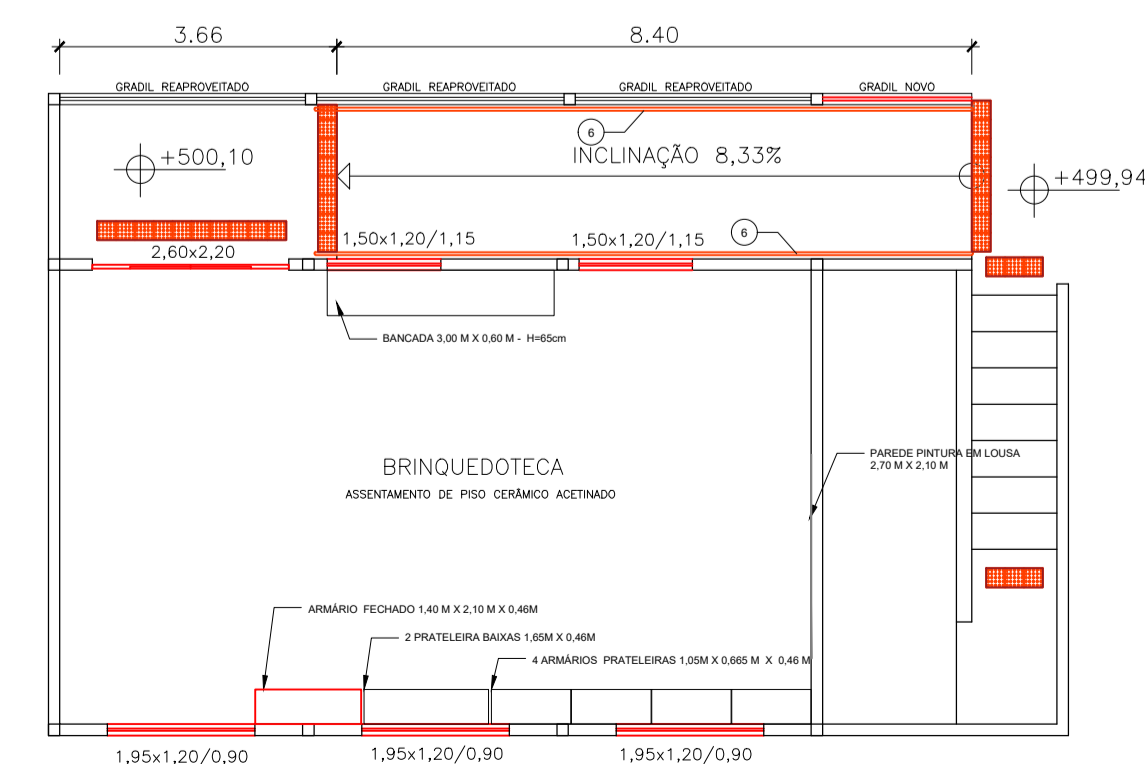 3.66
8.40
GRADIL REAPROVEITADO
GRADIL REAPROVEITADO
GRADIL REAPROVEITADO
GRADIL NOVO
6
+500,10
INCLINAÇÃO 8,33%
+499,94
2,60x2,20
1,50x1,20/1,15
1,50x1,20/1,15
6
BANCADA 3,00 M X 0,60 M - H=65cm
PAREDE PINTURA EM LOUSA
2,70 M X 2,10 M
BRINQUEDOTECA
ASSENTAMENTO DE PISO CERÂMICO ACETINADO
ARMÁRIO FECHADO 1,40 M X 2,10 M X 0,46M
2 PRATELEIRA BAIXAS 1,65M X 0,46M
4 ARMÁRIOS PRATELEIRAS 1,05M X 0,665 M X 0,46 M
1,95x1,20/0,90
1,95x1,20/0,90
1,95x1,20/0,90